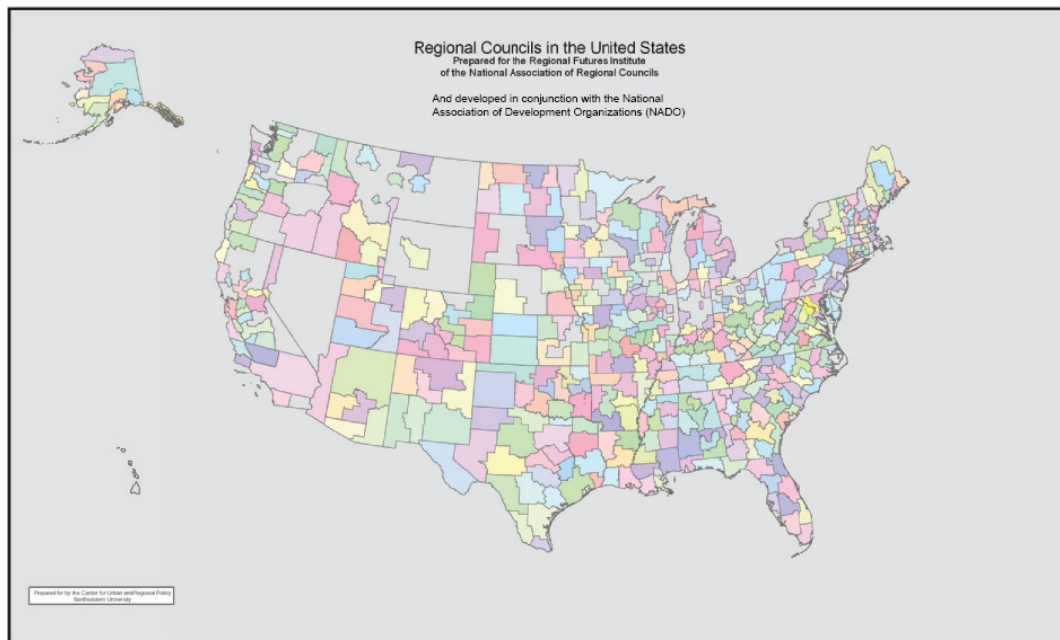 Regional Councils in the United States
Prepared for the Regional Futures Institute
of the National Association of Regional Councils
And developed in conjunction with the National
Association of Development Organizations (NADO)
Prepared for by the Center for Urban and Regional Policy
Northeastern University